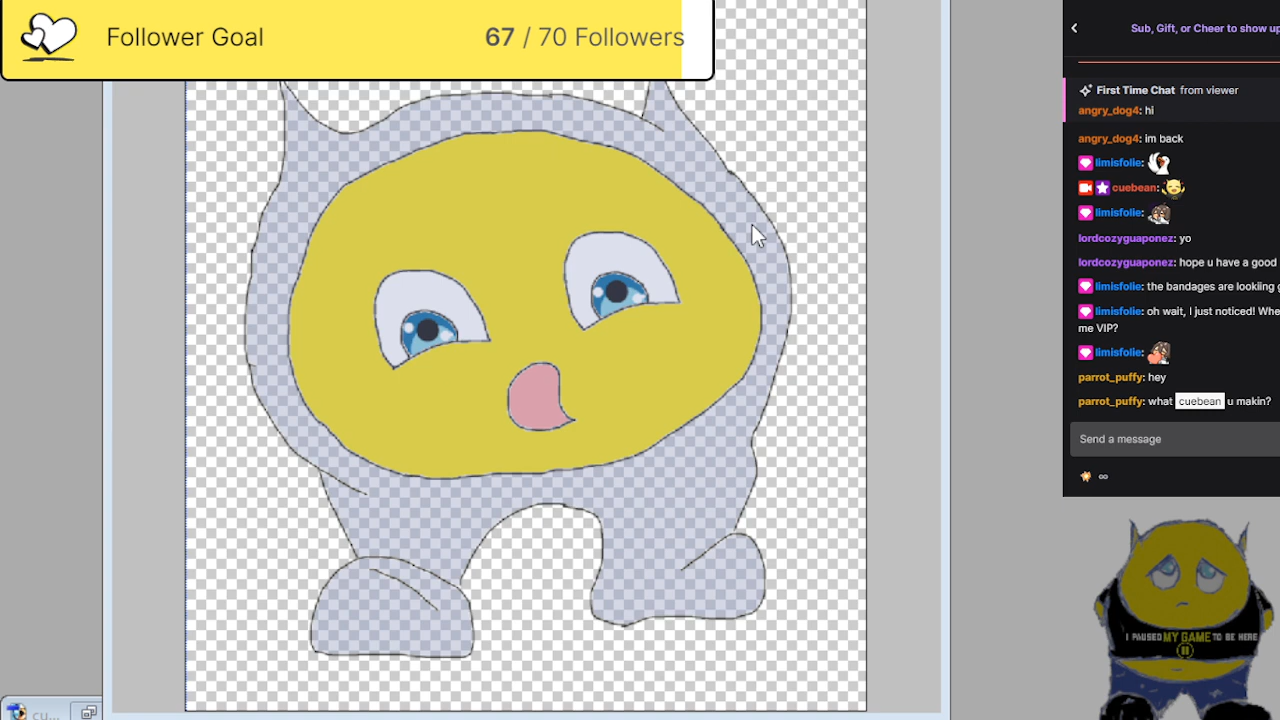 Follower Goal
67 / 70 Followers
Sub, Gift, or Cheer to show up
First Time Chat from viewer
angry_dog4: hi
angry_dog4: im back
limisfolie:
cuebean:
limisfolie:
lordcozyguaponez: yo
lordcozyguaponez: hope u have a good
limisfolie: the bandages are lookiing g
limisfolie: oh wait, I just noticed! Whe
me VIP?
limisfolie:
parrot_puffy: hey
parrot_puffy: what cuebean u makin?
Send a message
I PAUSED MY GAME TO BE HERE
cu...